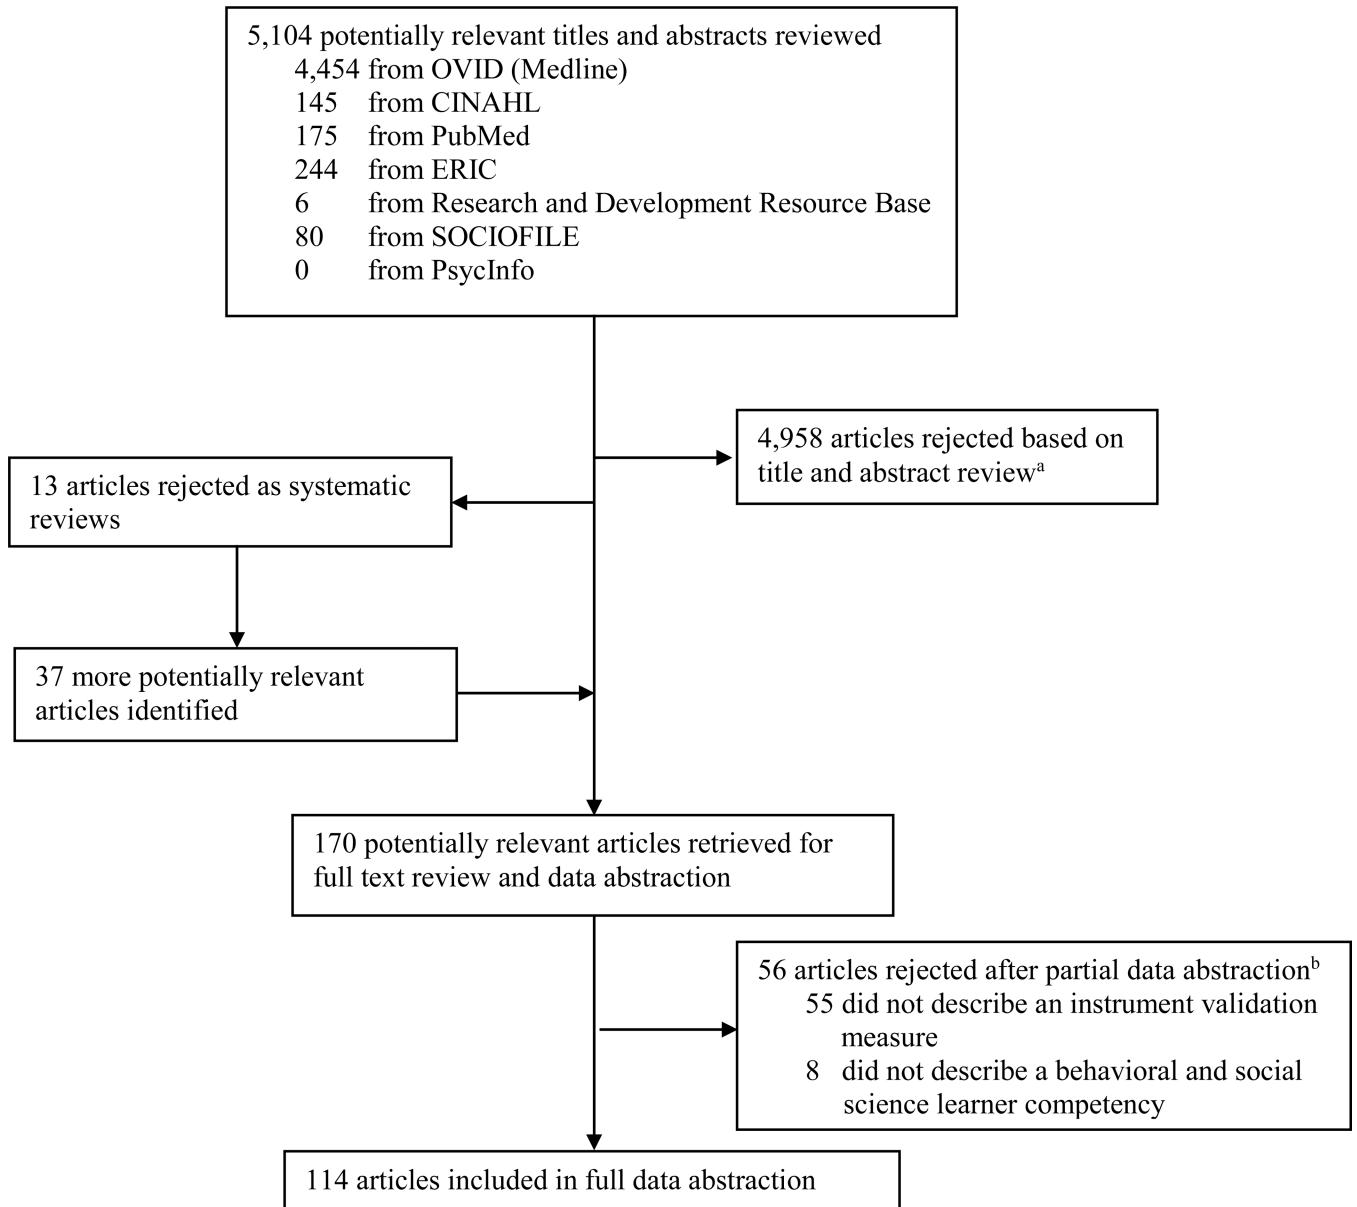 5,104 potentially relevant titles and abstracts reviewed
4,454 from OVID (Medline)
145 from CINAHL
175 from PubMed
244 from ERIC
6 from Research and Development Resource Base
80 from SOCIOFILE
0 from PsycInfo
4,958 articles rejected based on
title and abstract reviewᵃ
13 articles rejected as systematic
reviews
37 more potentially relevant
articles identified
170 potentially relevant articles retrieved for
full text review and data abstraction
56 articles rejected after partial data abstractionᵇ
55 did not describe an instrument validation
measure
8 did not describe a behavioral and social
science learner competency
114 articles included in full data abstraction